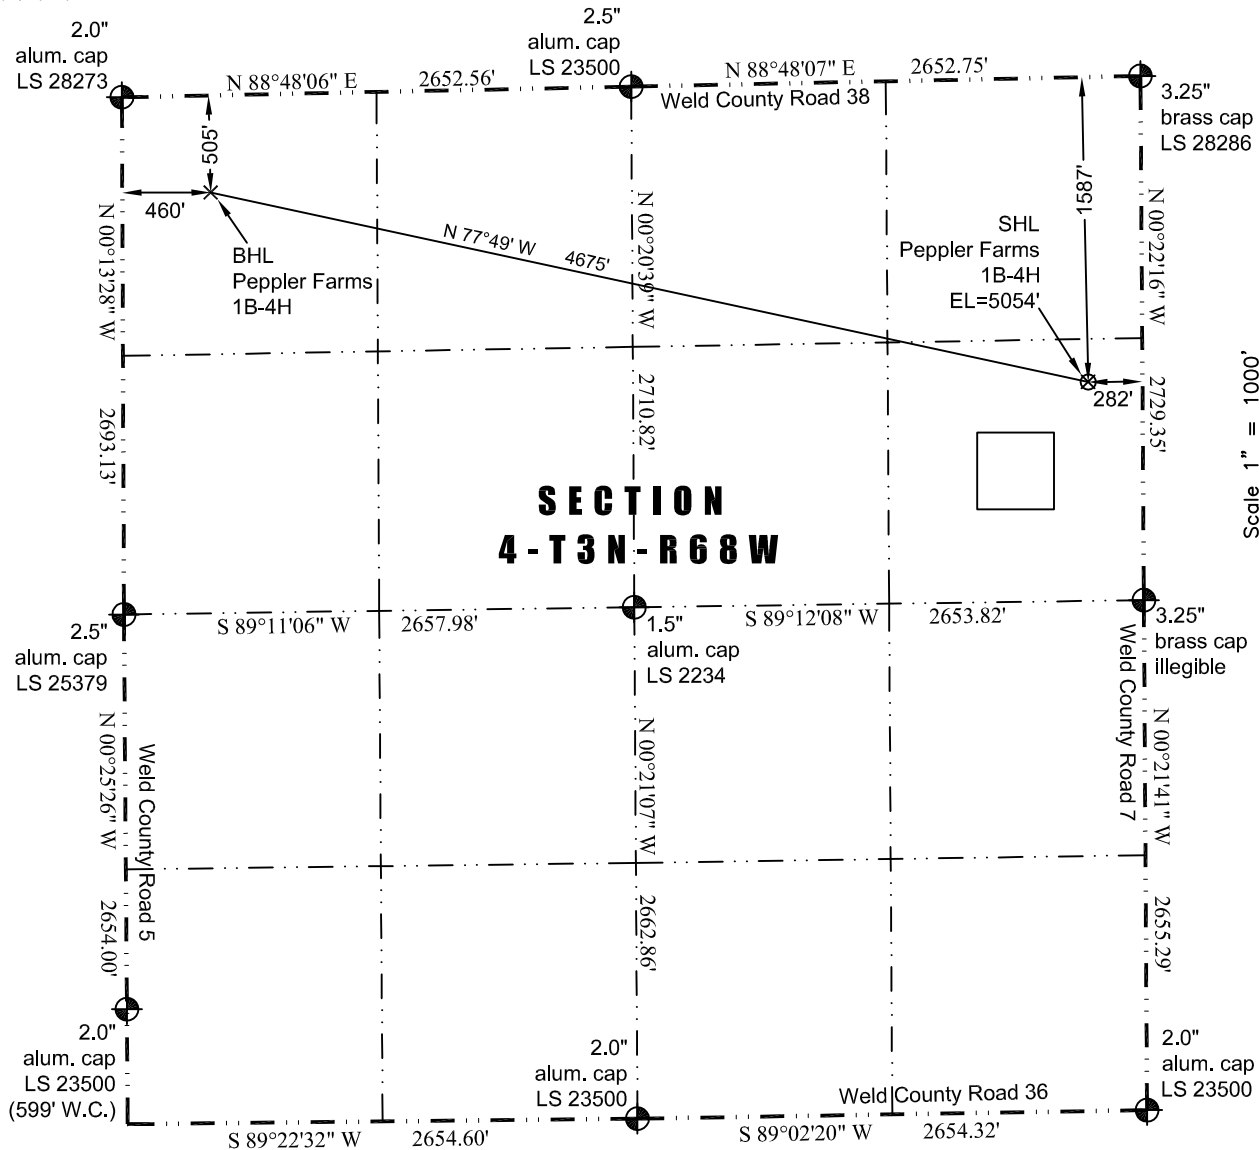 2.0"
alum. cap
LS 28273
2.5"
alum. cap
LS 23500
N 88°48'06" E
2652.56'
N 88°48'07" E
2652.75'
Weld County Road 38
3.25"
brass cap
LS 28286
505'
460'
1587'
N 00°13'28" W
BHL
Peppler Farms
1B-4H
N 77°49' W
4675'
N 00°20'39" W
SHL
Peppler Farms
1B-4H
EL=5054'
N 00°22'16" W
282'
2693.13'
2710.82'
2729.35'
Scale 1" = 1000'
SECTION
4-T3N-R68W
2.5"
alum. cap
LS 25379
S 89°11'06" W
2657.98'
1.5"
alum. cap
LS 2234
S 89°12'08" W
2653.82'
3.25"
brass cap
illegible
Weld County Road 7
N 00°25'26" W
Weld County Road 5
N 00°21'07" W
N 00°21'41" W
2654.00'
2662.86'
2655.29'
2.0"
alum. cap
LS 23500
(599' W.C.)
2.0"
alum. cap
LS 23500
Weld County Road 36
2.0"
alum. cap
LS 23500
S 89°22'32" W
2654.60'
S 89°02'20" W
2654.32'